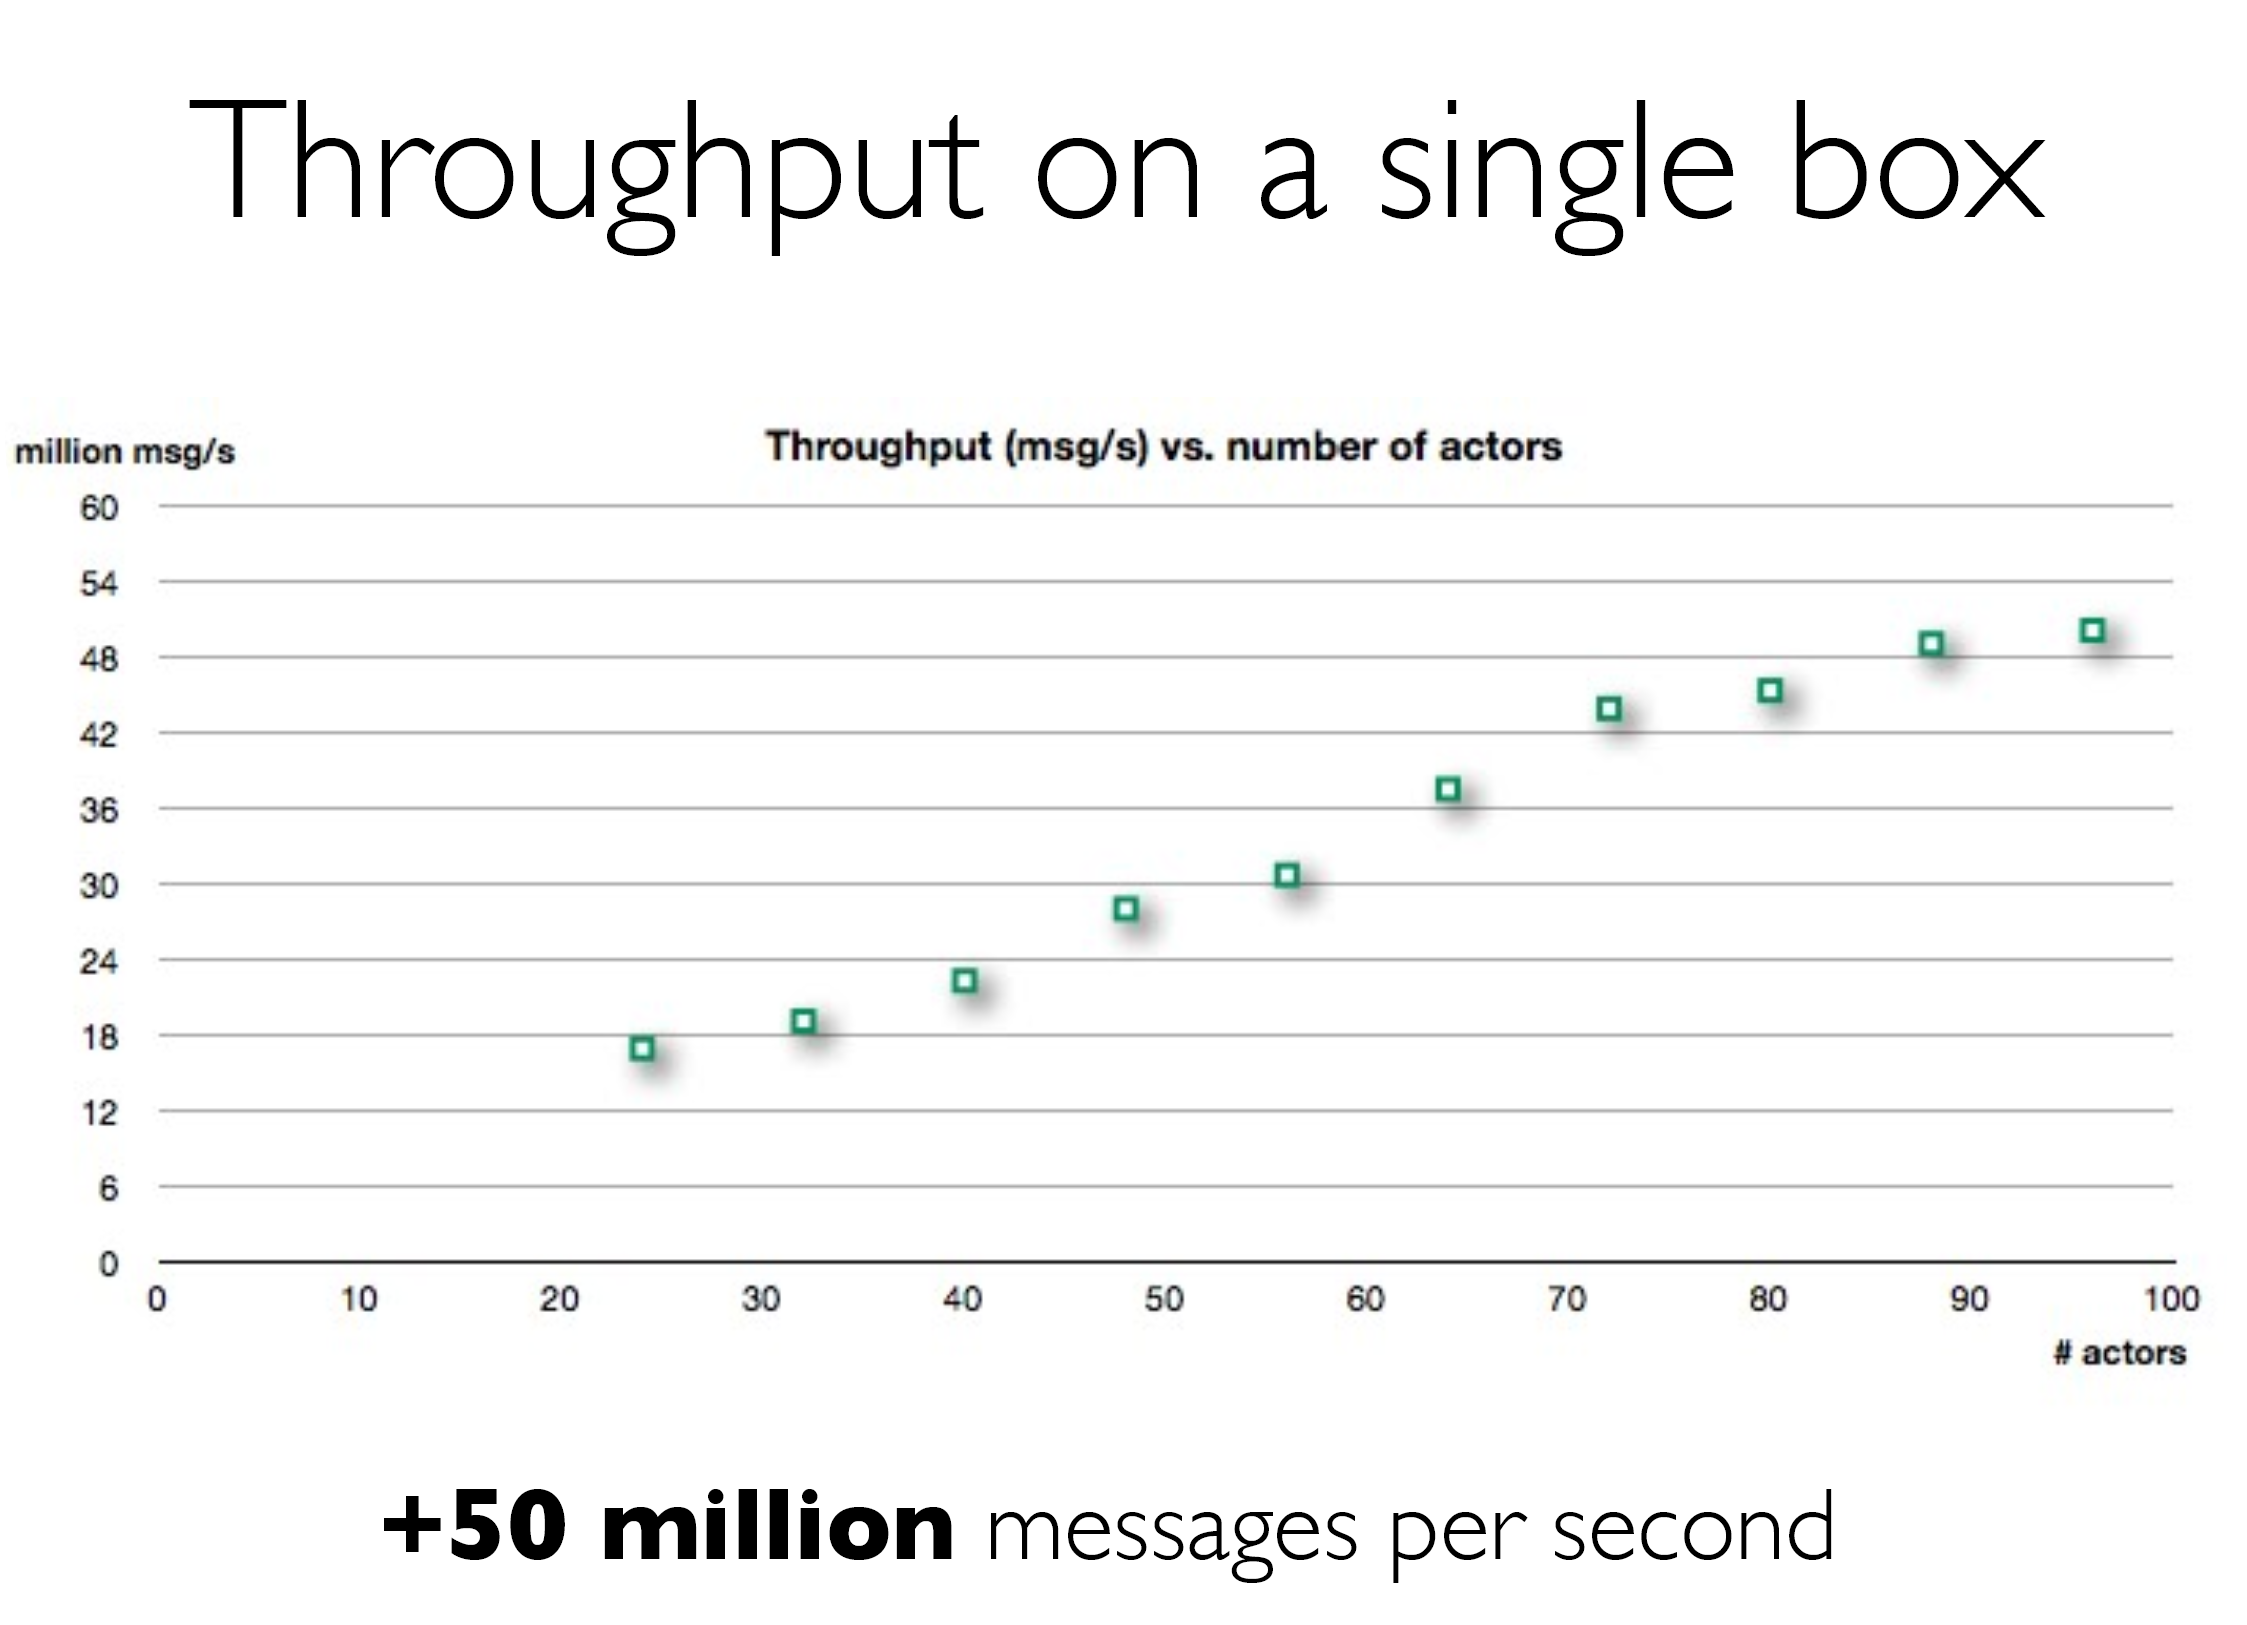 Throughput on a single box
million msg/s
Throughput (msg/s) vs. number of actors
60
54
48
42
36
30
24
18
12
6
0
0 10 20 30 40 50 60 70 80 90 100
# actors
+50 million messages per second